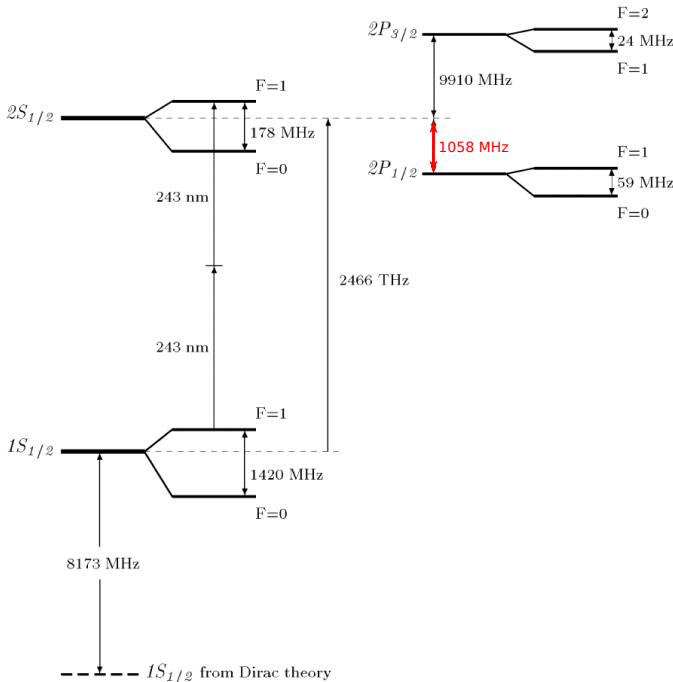 F=2
2P3/2
24 MHz
F=1
9910 MHz
F=1
2S1/2
178 MHz
F=0
1058 MHz
F=1
2P1/2
59 MHz
F=0
243 nm
2466 THz
243 nm
F=1
1S1/2
1420 MHz
F=0
8173 MHz
1S1/2 from Dirac theory